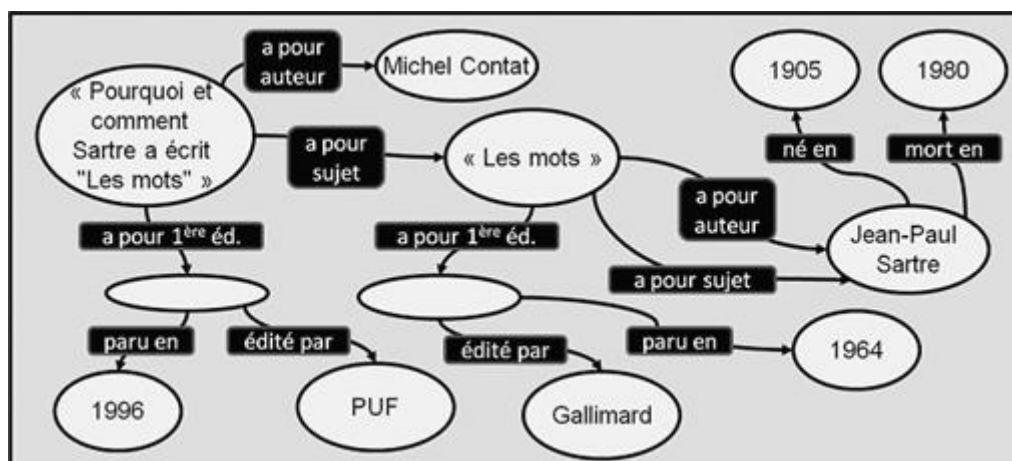 a pour
auteur
Michel Contat
1905
1980
« Pourquoi et
comment
Sartre a écrit
"Les mots" »
a pour
sujet
« Les mots »
né en
mort en
a pour
auteur
Jean-Paul
Sartre
a pour 1ère éd.
a pour 1ère éd.
a pour sujet
paru en
édité par
édité par
paru en
1964
1996
PUF
Gallimard